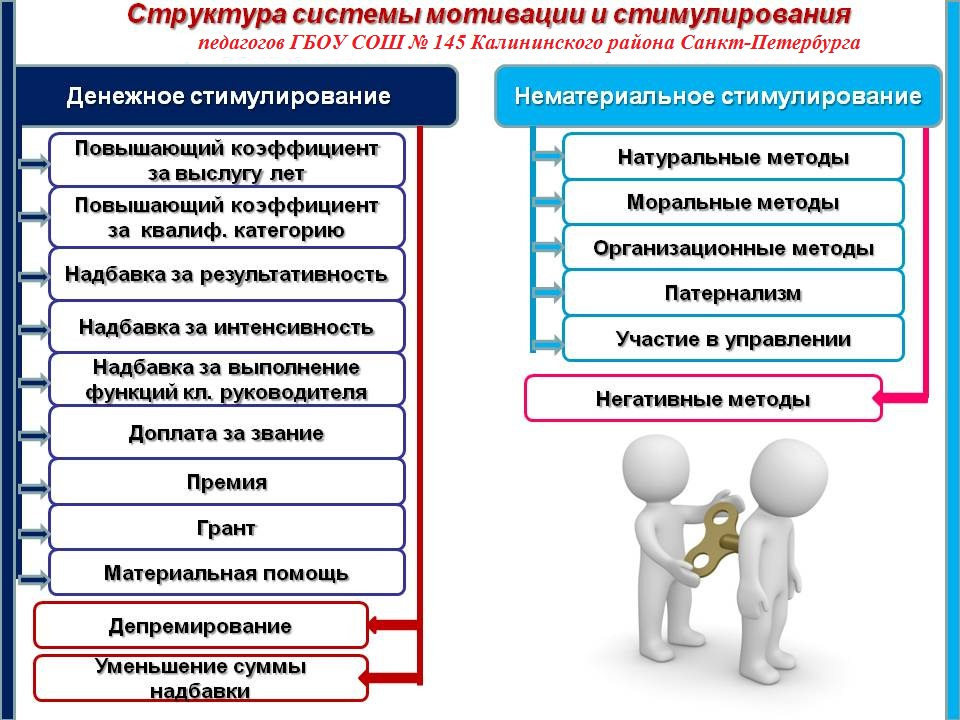 Структура системы мотивации и стимулирования
педагогов ГБОУ СОШ № 145 Калининского района Санкт-Петербурга
Денежное стимулирование
Повышающий коэффициент
за выслугу лет
Повышающий коэффициент
за квалиф. категорию
Надбавка за результативность
Надбавка за интенсивность
Надбавка за выполнение
функций кл. руководителя
Доплата за звание
Премия
Грант
Материальная помощь
Депремирование
Уменьшение суммы
надбавки
Нематериальное стимулирование
Натуральные методы
Моральные методы
Организационные методы
Патернализм
Участие в управлении
Негативные методы